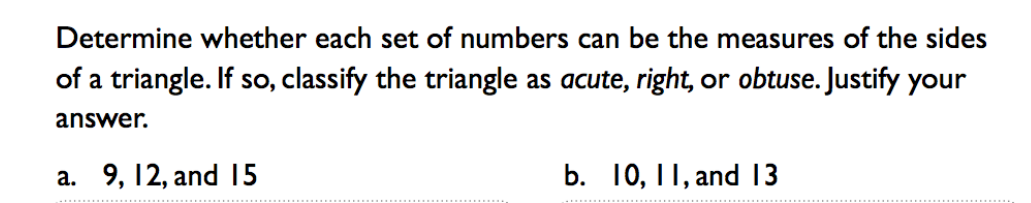 Determine whether each set of numbers can be the measures of the sides
of a triangle. If so, classify the triangle as acute, right, or obtuse. Justify your
answer.
a. 9, 12, and 15 b. 10, 11, and 13